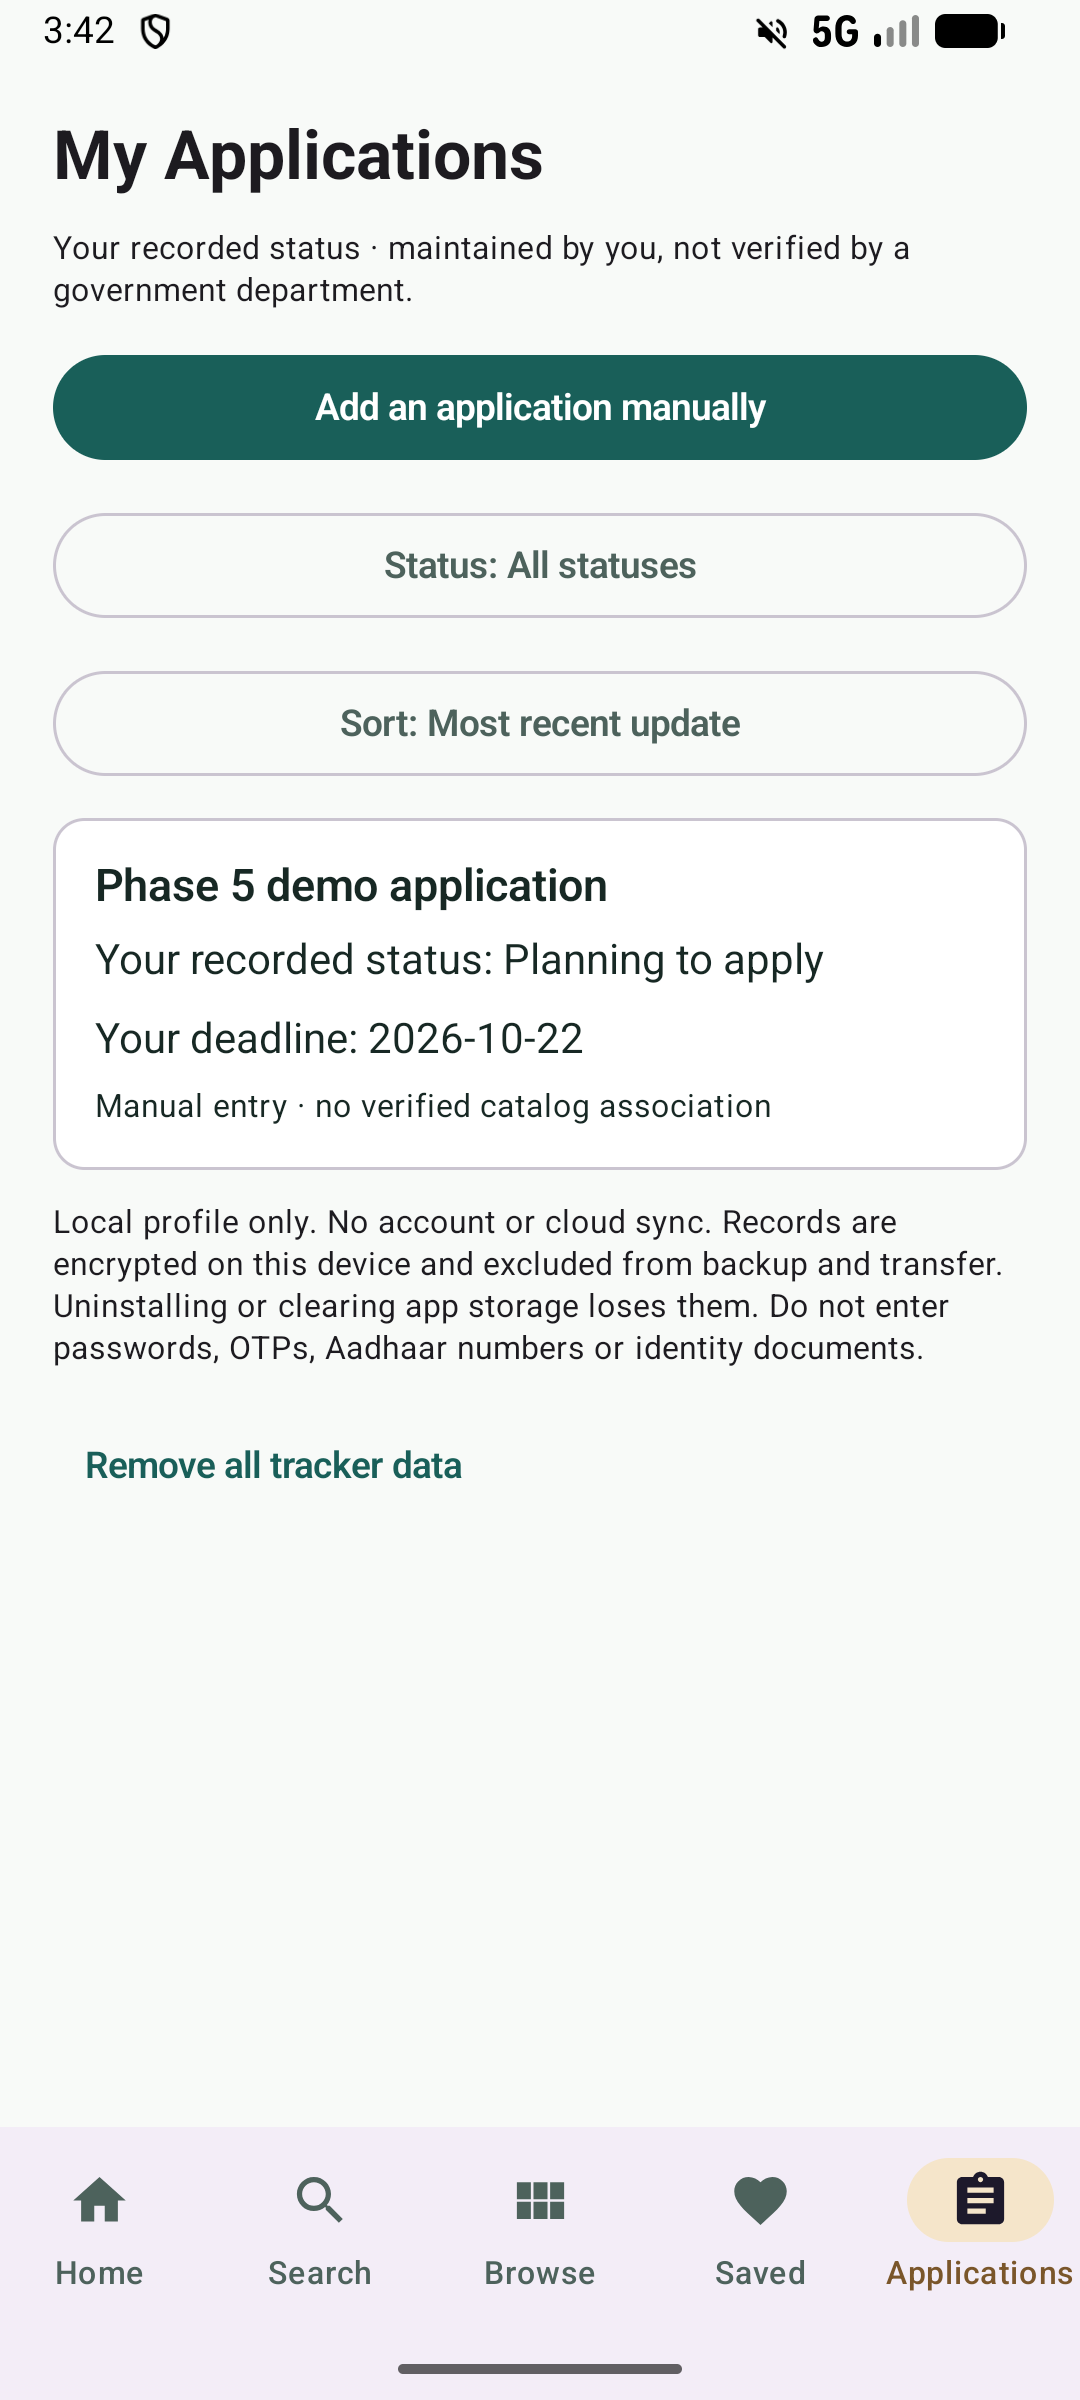 3:42
5G
My Applications
Your recorded status · maintained by you, not verified by a
government department.
Add an application manually
Status: All statuses
Sort: Most recent update
Phase 5 demo application
Your recorded status: Planning to apply
Your deadline: 2026-10-22
Manual entry · no verified catalog association
Local profile only. No account or cloud sync. Records are
encrypted on this device and excluded from backup and transfer.
Uninstalling or clearing app storage loses them. Do not enter
passwords, OTPs, Aadhaar numbers or identity documents.
Remove all tracker data
Home
Search
Browse
Saved
Applications